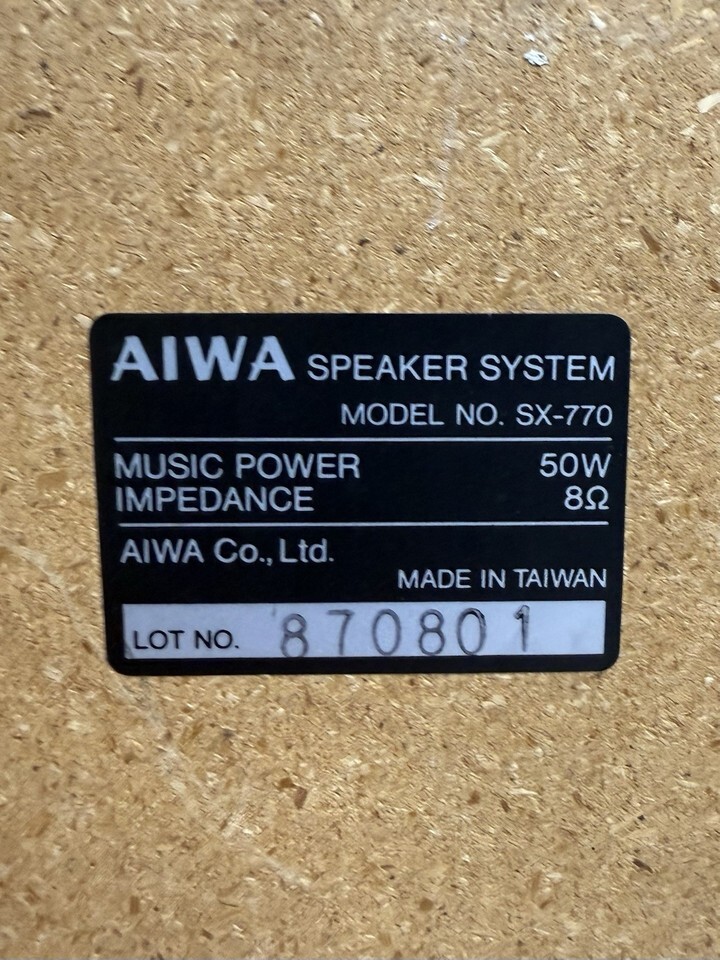 AIWA SPEAKER SYSTEM
MODEL NO. SX-770
MUSIC POWER 50W
IMPEDANCE 8Ω
AIWA Co., Ltd.
MADE IN TAIWAN
LOT NO. 870801